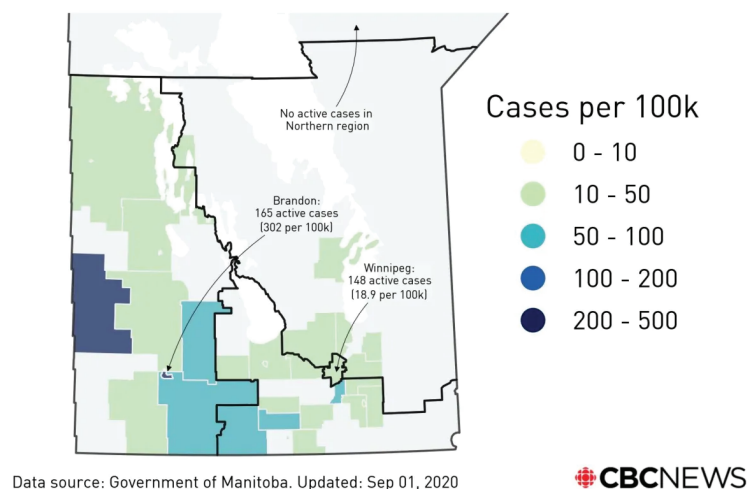 No active cases in
Northern region
Brandon:
165 active cases
(302 per 100k)
Winnipeg:
148 active cases
(18.9 per 100k)
Cases per 100k
0 - 10
10 - 50
50 - 100
100 - 200
200 - 500
Data source: Government of Manitoba. Updated: Sep 01, 2020
CBCNEWS